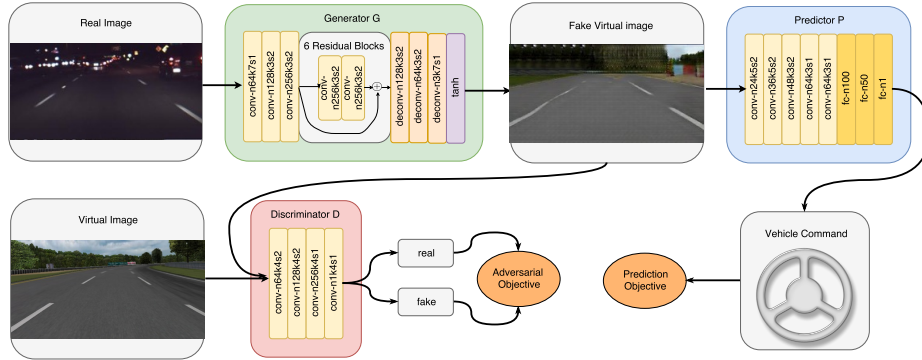 Real Image
Generator G
conv-n64k7s1
conv-n128k3s2
conv-n256k3s2
6 Residual Blocks
conv-
n256k3s2
conv-
n256k3s2
deconv-n128k3s2
deconv-n64k3s2
deconv-n3k7s1
tanh
Fake Virtual image
Predictor P
conv-n24k5s2
conv-n36k5s2
conv-n48k3s2
conv-n64k3s1
conv-n64k3s1
fc-n100
fc-n50
fc-n1
Virtual Image
Discriminator D
conv-n64k4s2
conv-n128k4s2
conv-n256k4s1
conv-n1k4s1
real
fake
Adversarial
Objective
Prediction
Objective
Vehicle Command